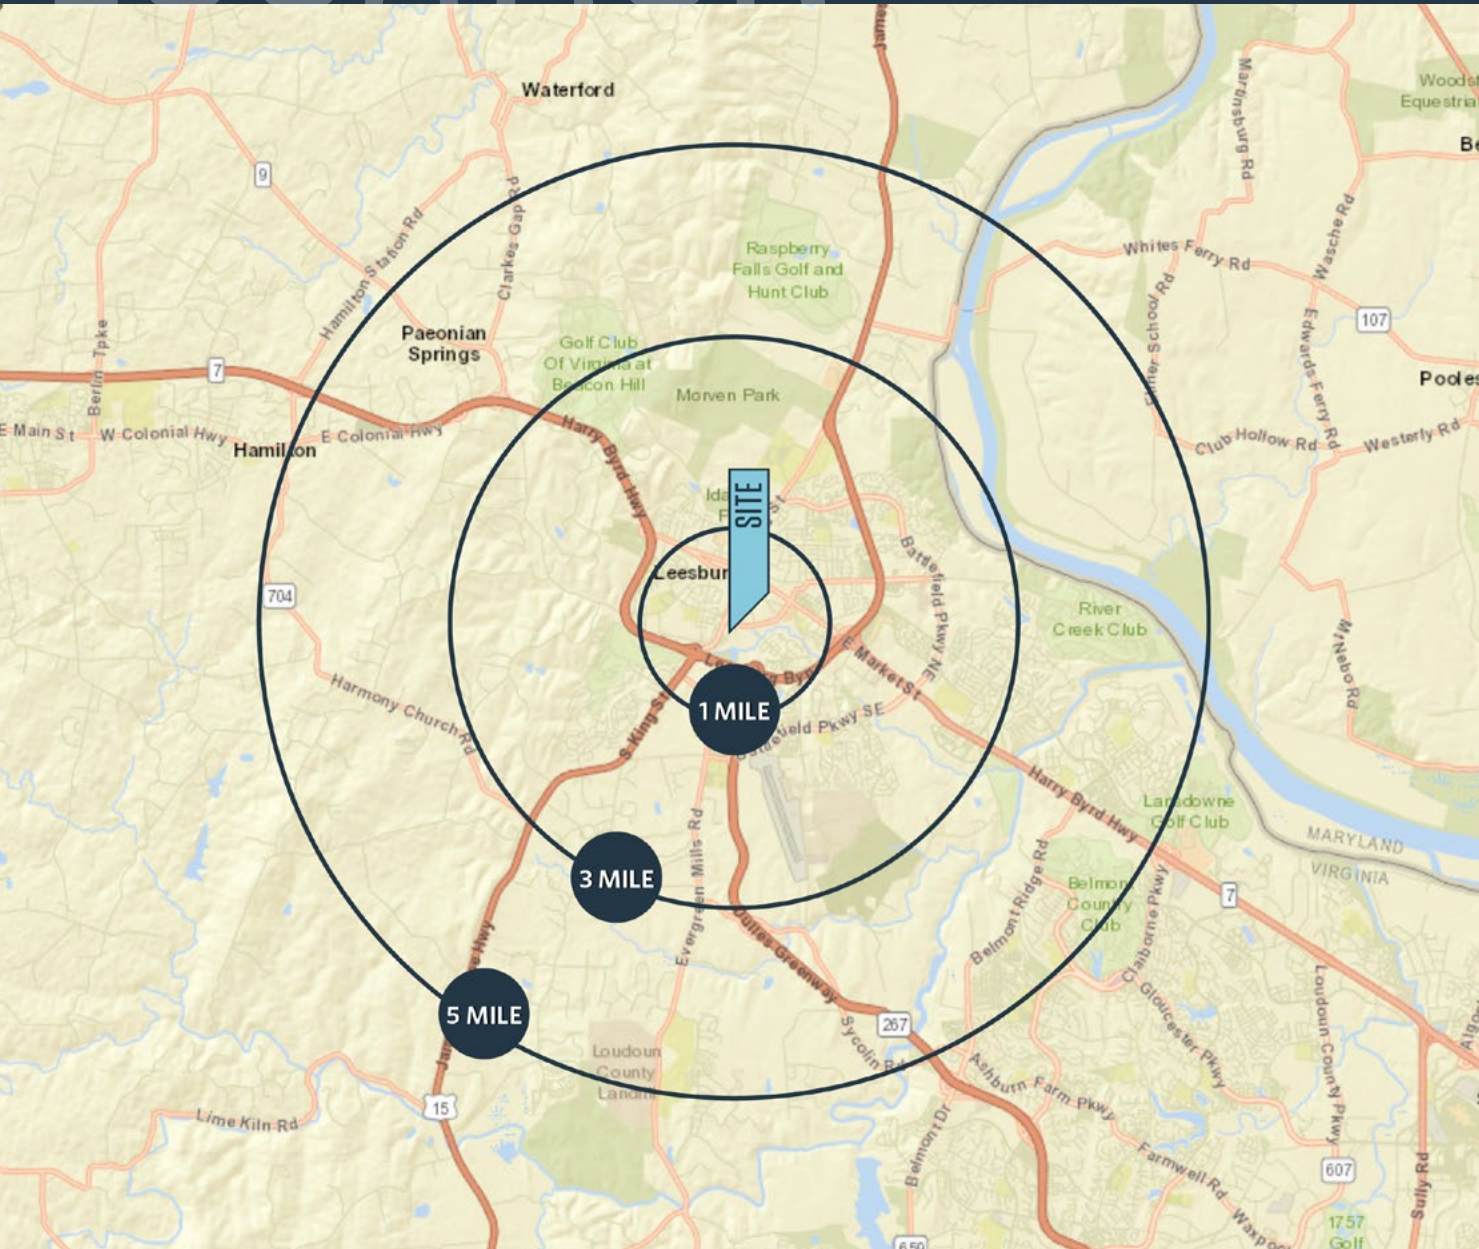 James
Waterford
Martinsburg Rd
9
Clarkes Gap Rd
Hamilton Station Rd
Raspberry
Falls Golf and
Hunt Club
Whites Ferry Rd
Wasche Rd
107
Edwards Ferry Rd
Paeonian
Springs
Golf Club
Of Virginia at
Beacon Hill
Morven Park
Berlin Tpke
7
E Main St
W Colonial Hwy
E Colonial Hwy
Hamilton
Harry Byrd Hwy
Club Hollow Rd
Westerly Rd
SITE
Battlefield Pkwy NE
704
River
Creek Club
Mt Nebo Rd
E Market St
Harmony Church Rd
S King St
1 MILE
Pkwy SE
Harry Byrd Hwy
Lansdowne
Golf Club
MARYLAND
VIRGINIA
3 MILE
Evergreen Mills Rd
Belmont Ridge Rd
Belmont
Country
Club
Claiborne Pkwy
7
Dulles Greenway
Gloucester Pkwy
Loudoun County Pkwy
5 MILE
267
Sycolin Rd
Loudoun
County
Landfill
15
Lime Kiln Rd
Ashburn Farm Pkwy
Belmont Dr
Farmwell Rd
607
Sully Rd
1757
Golf